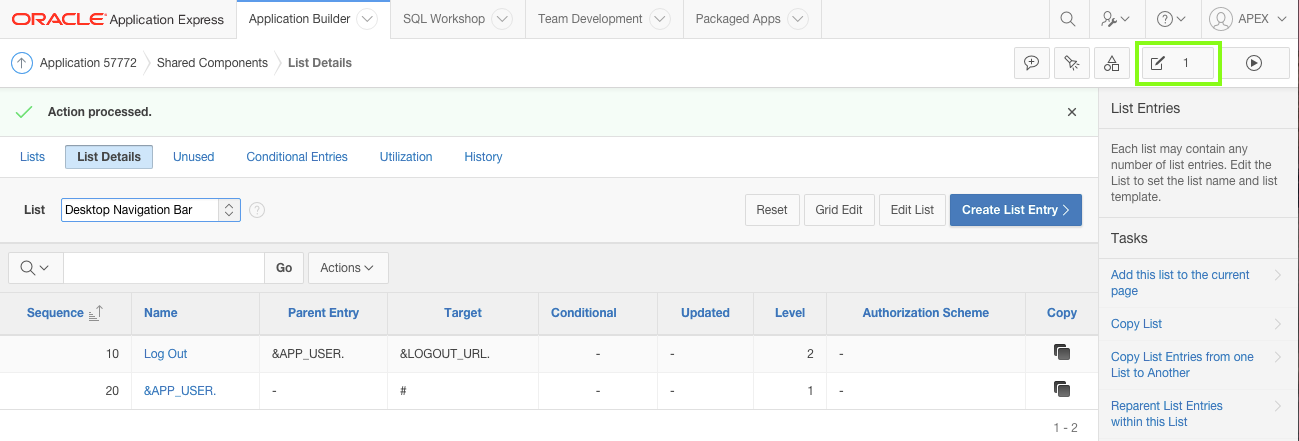 ORACLE Application Express
Application Builder
SQL Workshop
Team Development
Packaged Apps
APEX
Application 57772
Shared Components
List Details
1
Action processed.
Lists
List Details
Unused
Conditional Entries
Utilization
History
List
Desktop Navigation Bar
Reset
Grid Edit
Edit List
Create List Entry
Go
Actions
Sequence Name Parent Entry Target Conditional Updated Level Authorization Scheme Copy
10 Log Out &APP_USER. &LOGOUT_URL. - - 2 -
20 &APP_USER. - # - - 1 -
1 - 2
List Entries
Each list may contain any
number of list entries. Edit the
List to set the list name and list
template.
Tasks
Add this list to the current
page
Copy List
Copy List Entries from one
List to Another
Reparent List Entries
within this List